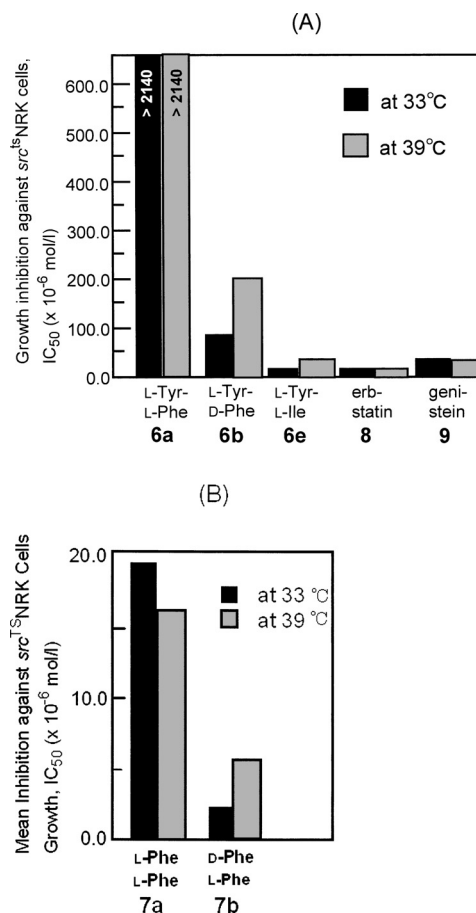 (A)
Growth inhibition against src^ts NRK cells,
IC50 (x 10^-6 mol/l)
600.0
500.0
400.0
300.0
200.0
100.0
0.0
> 2140
> 2140
at 33°C
at 39°C
L-Tyr-
L-Phe
6a
L-Tyr-
D-Phe
6b
L-Tyr-
L-Ile
6e
erb-
statin
8
geni-
stein
9
(B)
Mean Inhibition against src^TS NRK Cells
Growth, IC50 (x 10^-6 mol/l)
20.0
10.0
0.0
at 33 °C
at 39 °C
L-Phe
L-Phe
7a
D-Phe
L-Phe
7b